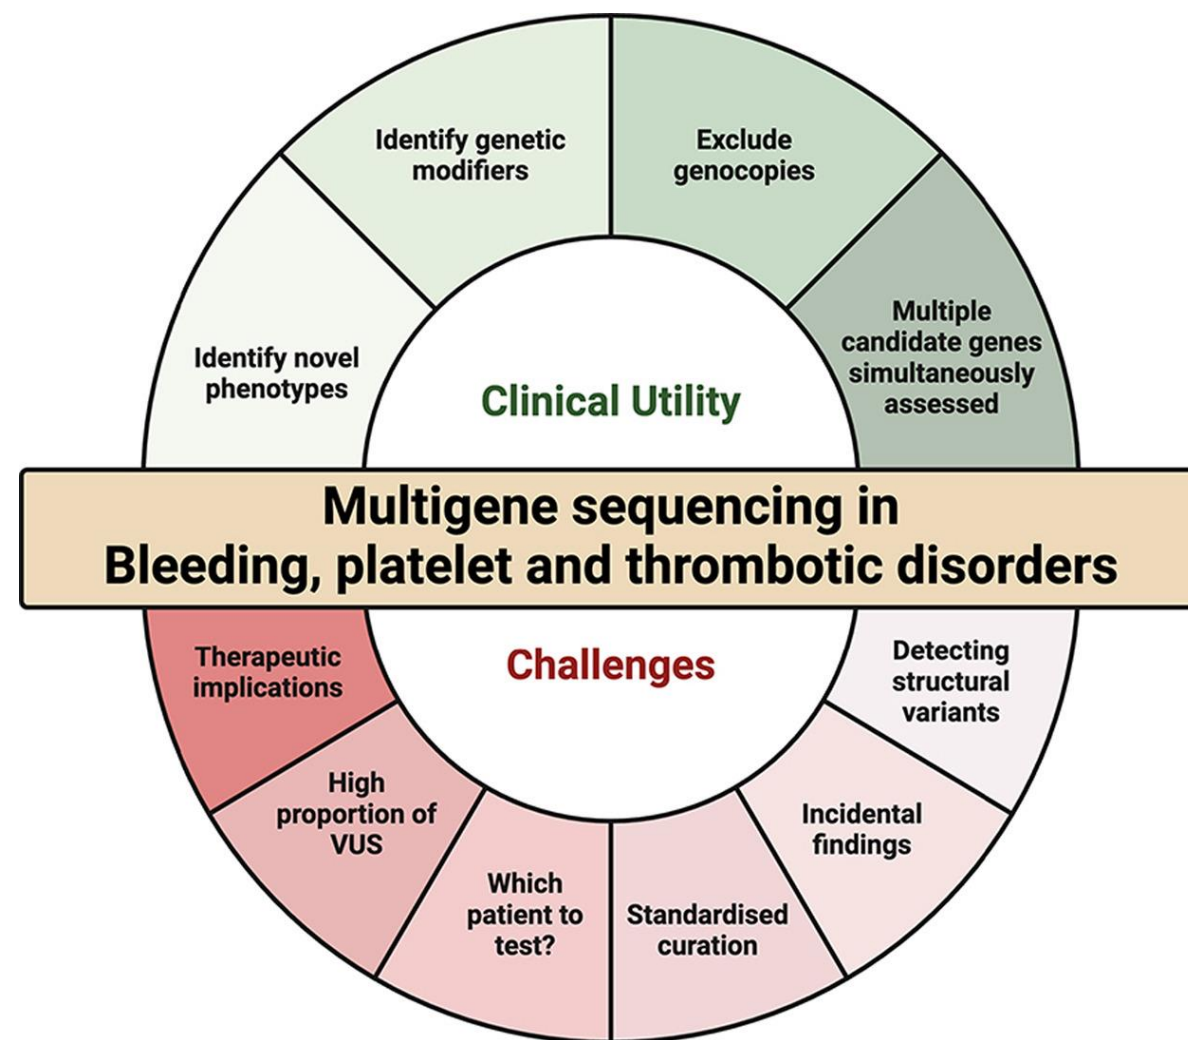 Identify genetic
modifiers
Exclude
genocopies
Identify novel
phenotypes
Multiple
candidate genes
simultaneously
assessed
Clinical Utility
Multigene sequencing in
Bleeding, platelet and thrombotic disorders
Challenges
Therapeutic
implications
High
proportion of
VUS
Which
patient to
test?
Standardised
curation
Incidental
findings
Detecting
structural
variants